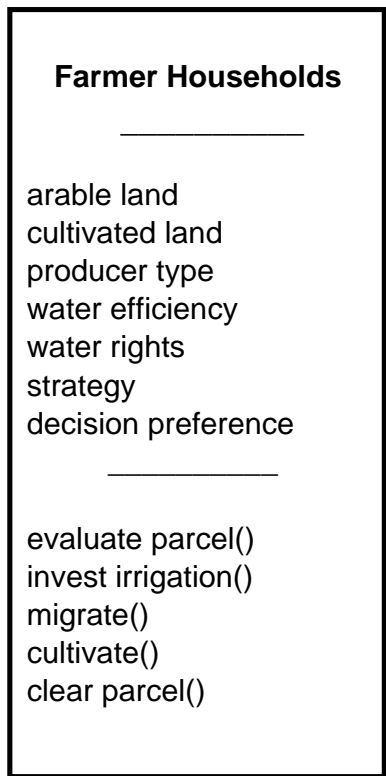 Farmer Households
arable land
cultivated land
producer type
water efficiency
water rights
strategy
decision preference
evaluate parcel()
invest irrigation()
migrate()
cultivate()
clear parcel()